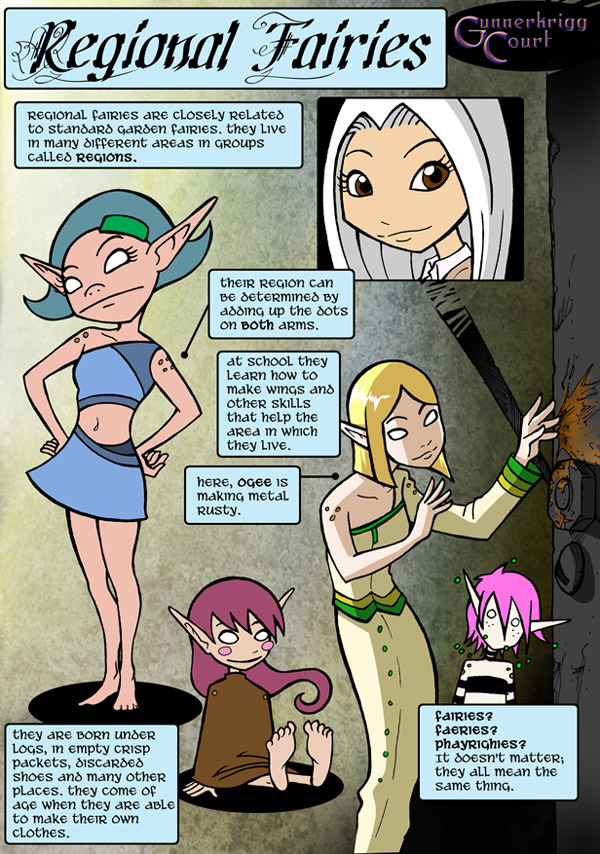 Regional Fairies
Gunnerkrigg
Court
Regional fairies are closely related
to standard garden fairies. They live
in many different areas in groups
called regions.
Their region can
be determined by
adding up the dots
on both arms.
At school they
learn how to
make wings and
other skills
that help the
area in which
they live.
Here, Ogee is
making metal
rusty.
They are born under
logs, in empty crisp
packets, discarded
shoes and many other
places. They come of
age when they are able
to make their own
clothes.
Fairies?
Faeries?
Phayrighies?
It doesn't matter;
they all mean the
same thing.